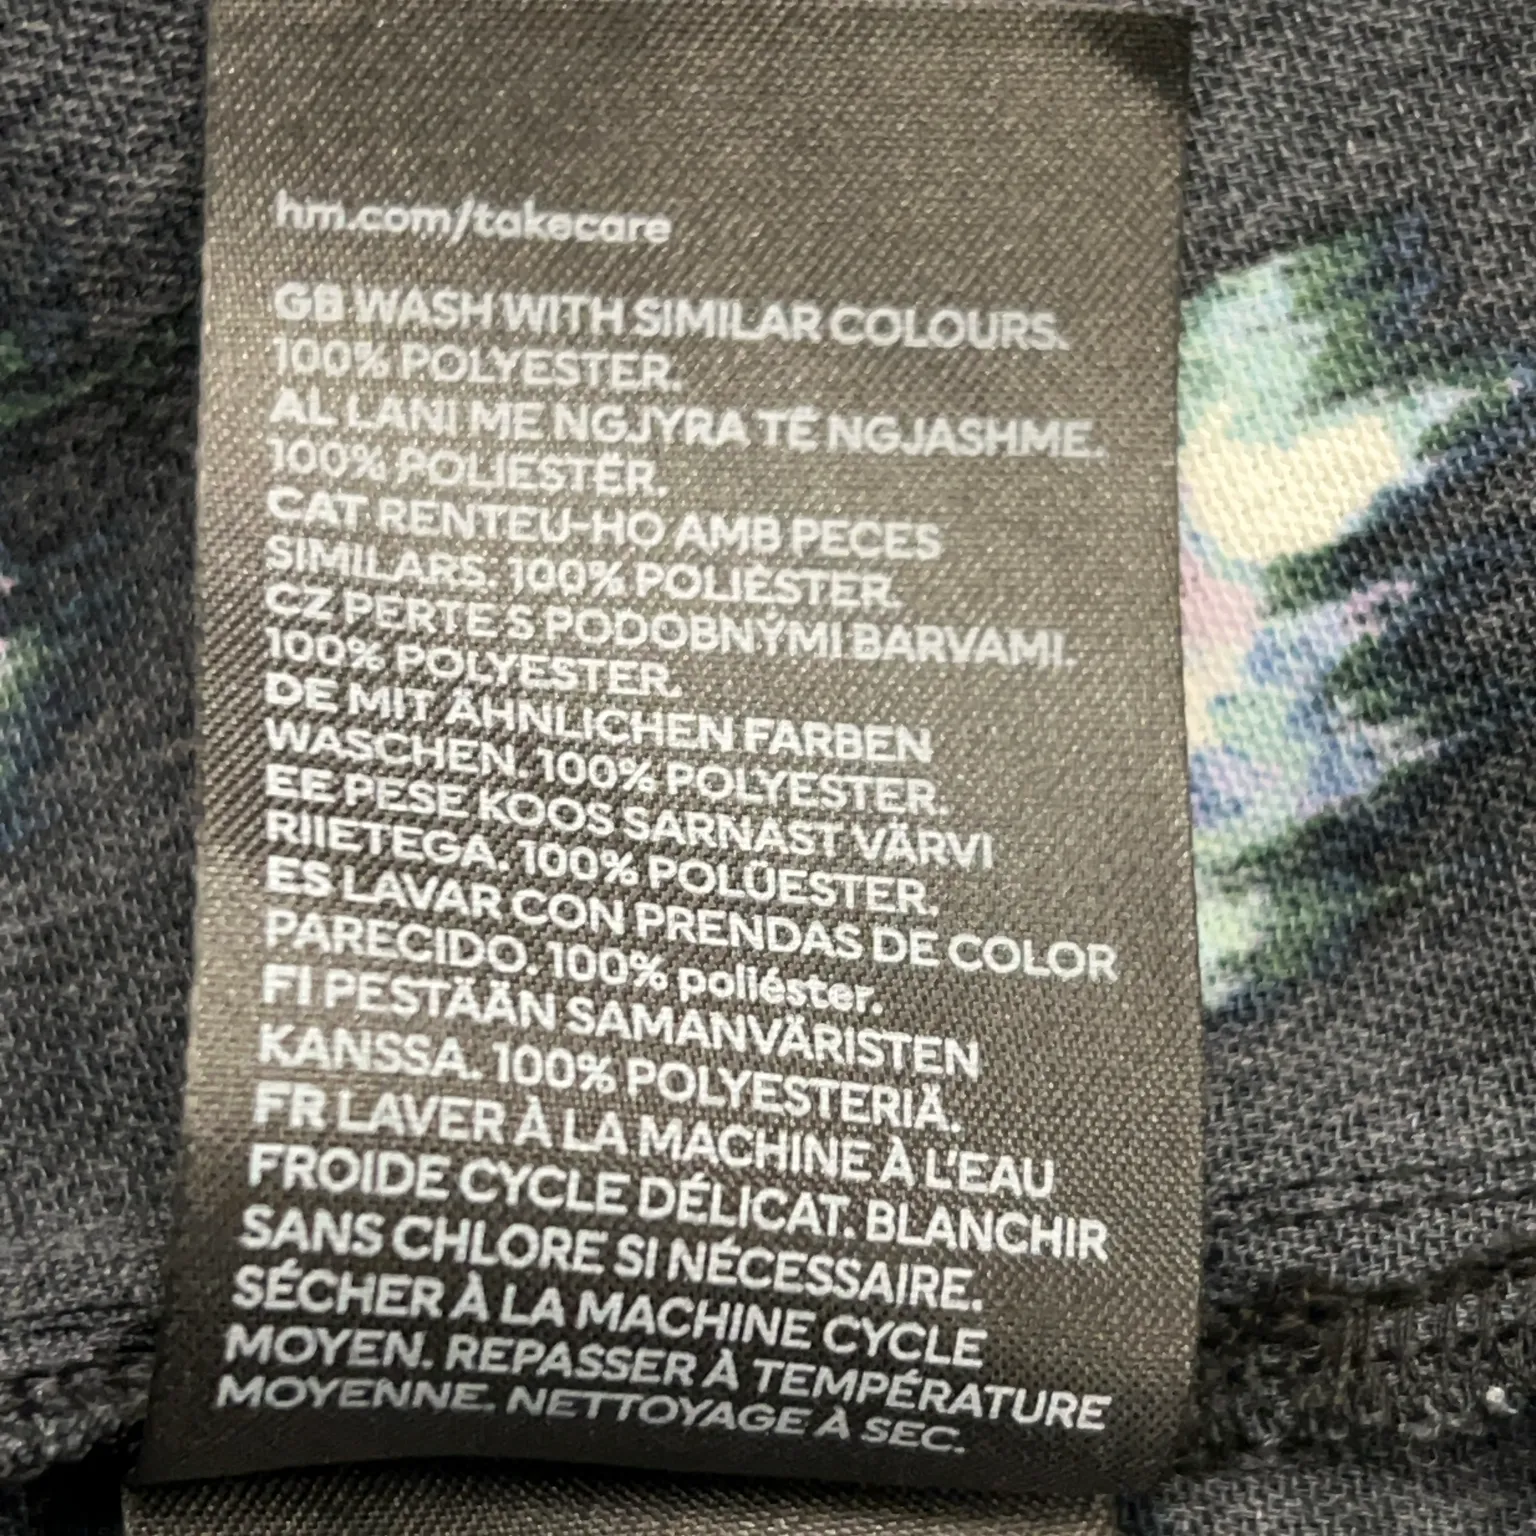 hm.com/takecare
GB WASH WITH SIMILAR COLOURS.
100% POLYESTER.
AL LANI ME NGJYRA TË NGJASHME.
100% POLIESTËR.
CAT RENTEU-HO AMB PECES
SIMILARS. 100% POLIÈSTER.
CZ PERTE S PODOBNÝMI BARVAMI.
100% POLYESTER.
DE MIT ÄHNLICHEN FARBEN
WASCHEN. 100% POLYESTER.
EE PESE KOOS SARNAST VÄRVI
RIIETEGA. 100% POLÜESTER.
ES LAVAR CON PRENDAS DE COLOR
PARECIDO. 100% poliéster.
FI PESTÄÄN SAMANVÄRISTEN
KANSSA. 100% POLYESTERIÄ.
FR LAVER À LA MACHINE À L'EAU
FROIDE CYCLE DÉLICAT. BLANCHIR
SANS CHLORE SI NÉCESSAIRE.
SÉCHER À LA MACHINE CYCLE
MOYEN. REPASSER À TEMPÉRATURE
MOYENNE. NETTOYAGE À SEC.